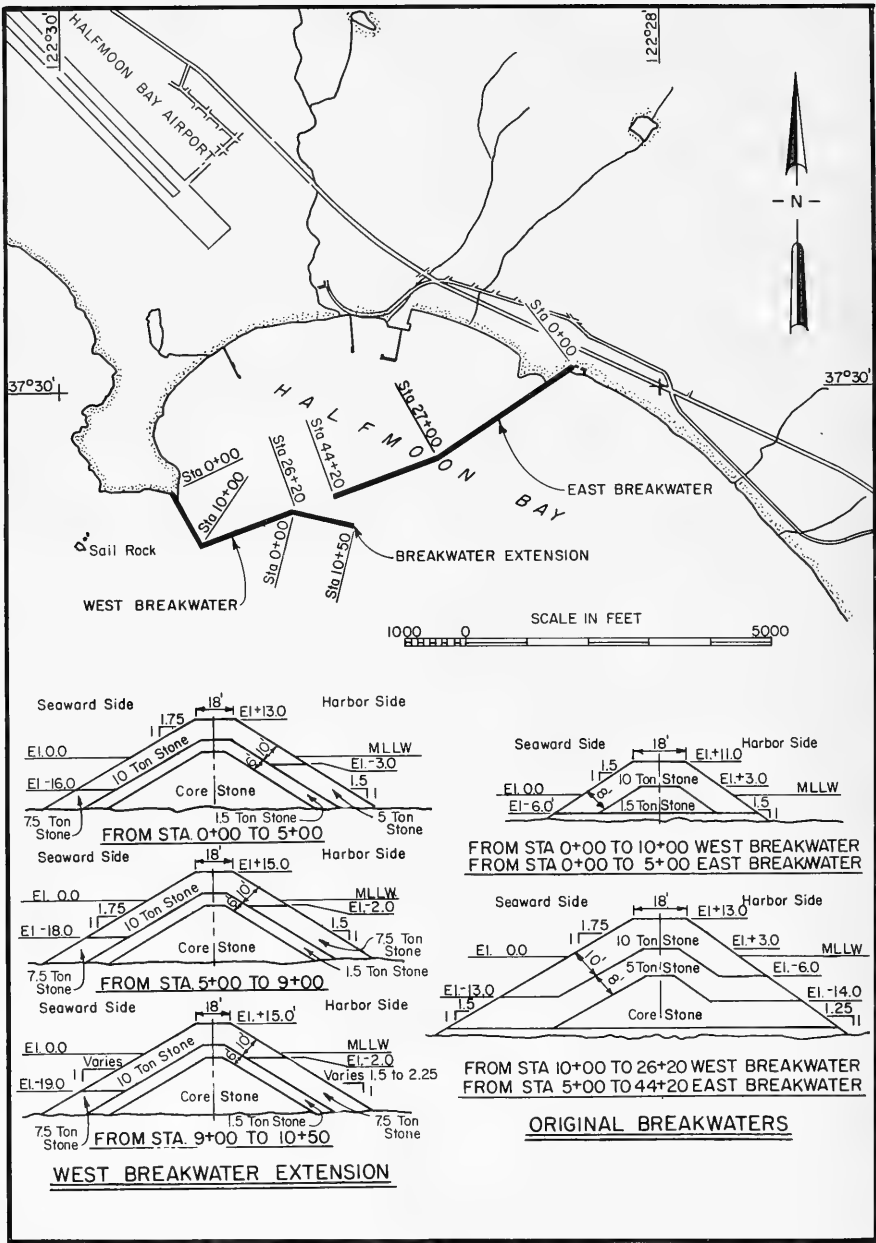 122°30'
HALFMOON
BAY AIRPORT
122°28'
- N -
37°30'
37°30'
Sta 0+00
HALFMOON
BAY
Sta 27+00
Sta 44+20
Sta 26+20
Sta 0+00
Sta 10+00
EAST BREAKWATER
Sail Rock
Sta 0+00
Sta 10+50
BREAKWATER EXTENSION
WEST BREAKWATER
SCALE IN FEET
1000 0 5000
Seaward Side 18' Harbor Side
El+13.0
1.75
1
El.0.0 MLLW
10 Ton Stone 6' 10' El.-3.0
El-16.0 1.5
1
Core Stone
7.5 Ton Stone 1.5 Ton Stone 5 Ton Stone
FROM STA. 0+00 TO 5+00
Seaward Side 18' Harbor Side
El+15.0
El. 0.0 MLLW
1.75
1
10 Ton Stone 6' 10' El.-2.0
El-18.0 1.5
1
Core Stone 7.5 Ton Stone
7.5 Ton Stone 1.5 Ton Stone
FROM STA. 5+00 TO 9+00
Seaward Side 18' Harbor Side
El.+15.0'
El.0.0 MLLW
Varies
1
10 Ton Stone 6' 10' El.-2.0
El-19.0 Varies 1.5 to 2.25
1
Core Stone
7.5 Ton Stone 1.5 Ton Stone 7.5 Ton Stone
FROM STA. 9+00 TO 10+50
WEST BREAKWATER EXTENSION
Seaward Side 18' Harbor Side
El.+11.0
1.5
1
10 Ton Stone El.+3.0
El. 0.0 8' MLLW
El-6.0' 1.5 Ton Stone 1.5
1
FROM STA 0+00 TO 10+00 WEST BREAKWATER
FROM STA 0+00 TO 5+00 EAST BREAKWATER
Seaward Side 18' Harbor Side
El+13.0
1.75
1
10 Ton Stone El.+3.0
El. 0.0 MLLW
10' 5 Ton Stone El.-6.0
El.-13.0 8' El.-14.0
1.5
1
Core Stone 1.25
1
FROM STA 10+00 TO 26+20 WEST BREAKWATER
FROM STA 5+00 TO 44+20 EAST BREAKWATER
ORIGINAL BREAKWATERS